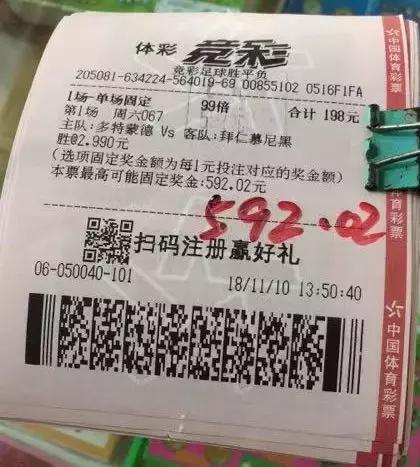 体彩 竞彩
竞彩足球胜平负
205081-634224-564019-69 00855102 0516F1FA
1场-单场固定 99倍 合计 198元
第1场 周六067
主队:多特蒙德 Vs 客队:拜仁慕尼黑
胜@2.990元
(选项固定奖金额为每1元投注对应的奖金额)
本票最高可能固定奖金:592.02元
592.02
扫码注册赢好礼
06-050040-101 18/11/10 13:50:40
中国体育彩票
中国体育彩票